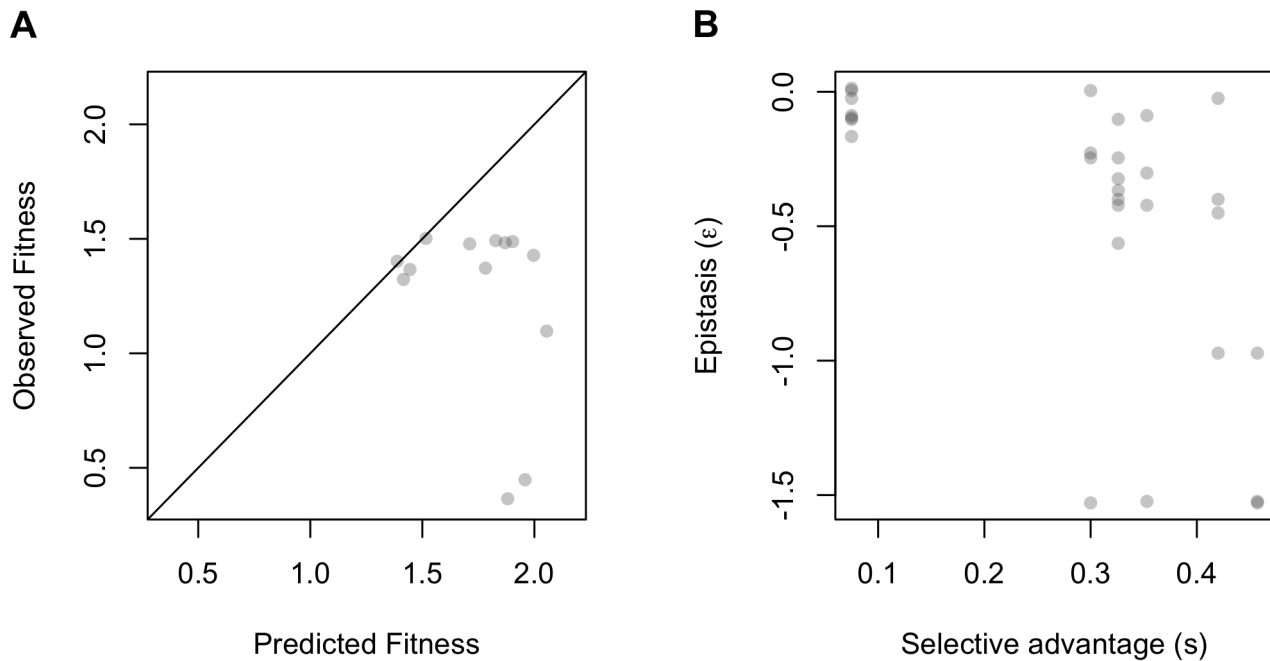 A
B
2.0
1.5
1.0
0.5
Observed Fitness
0.5 1.0 1.5 2.0
Predicted Fitness
0.0
-0.5
-1.0
-1.5
Epistasis (ε)
0.1 0.2 0.3 0.4
Selective advantage (s)